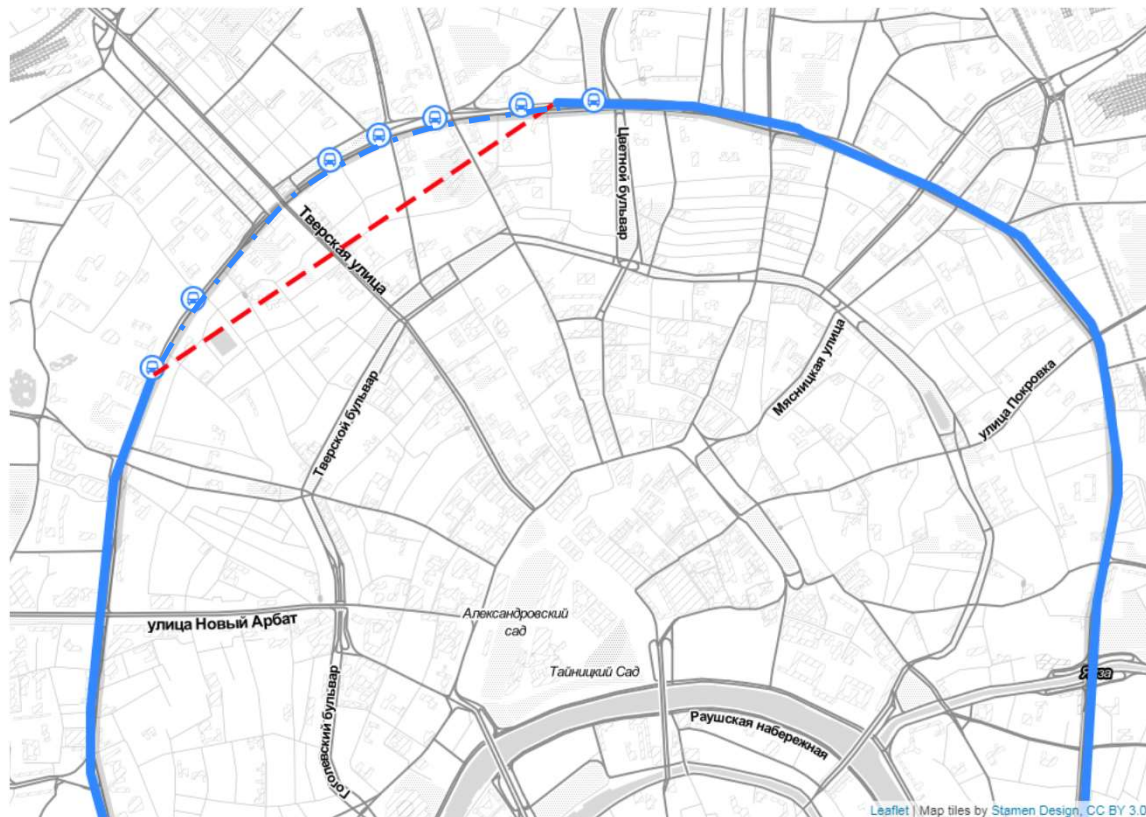 Цветной бульвар
Тверская улица
Мясницкая улица
улица Покровка
Тверской бульвар
Александровский
сад
улица Новый Арбат
Тайницкий Сад
Яуза
Гоголевский бульвар
Раушская набережная
Leaflet | Map tiles by Stamen Design, CC BY 3.0